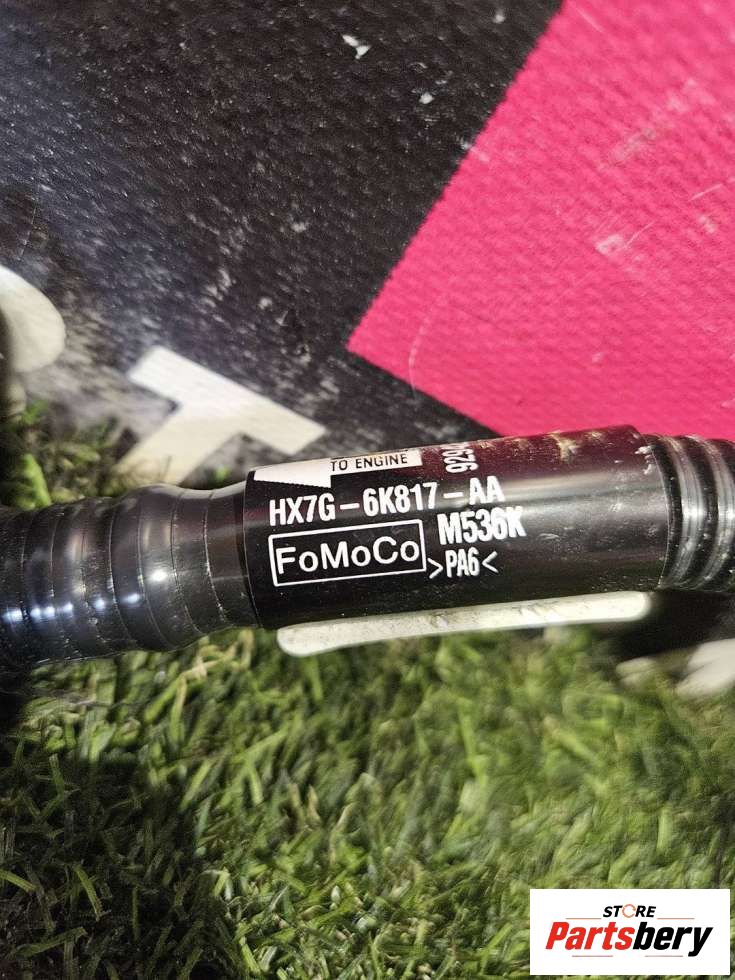 TO ENGINE
HX7G-6K817-AA
M536K
FoMoCo
>PA6<
STORE
Partsbery